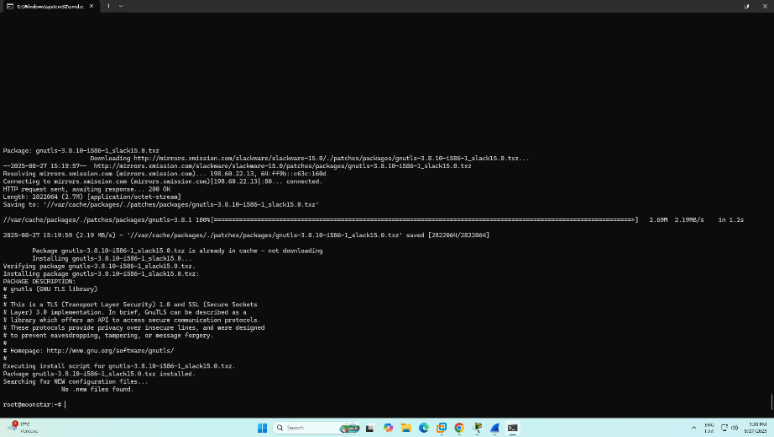 C:\Windows\system32\cmd.e
Package: gnutls-3.8.10-i586-1_slack15.0.txz
Downloading http://mirrors.xmission.com/slackware/slackware-15.0/./patches/packages/gnutls-3.8.10-i586-1_slack15.0.txz...
--2025-08-27 15:19:57-- http://mirrors.xmission.com/slackware/slackware-15.0/patches/packages/gnutls-3.8.10-i586-1_slack15.0.txz
Resolving mirrors.xmission.com (mirrors.xmission.com)... 198.60.22.13, 64:ff9b::c63c:160d
Connecting to mirrors.xmission.com (mirrors.xmission.com)|198.60.22.13|:80... connected.
HTTP request sent, awaiting response... 200 OK
Length: 2822064 (2.7M) [application/octet-stream]
Saving to: '//var/cache/packages/./patches/packages/gnutls-3.8.10-i586-1_slack15.0.txz'
//var/cache/packages/./patches/packages/gnutls-3.8.1 100%[=====>] 2.69M 2.19MB/s in 1.2s
2025-08-27 15:19:59 (2.19 MB/s) - '//var/cache/packages/./patches/packages/gnutls-3.8.10-i586-1_slack15.0.txz' saved [2822064/2822064]
Package gnutls-3.8.10-i586-1_slack15.0.txz is already in cache - not downloading
Installing gnutls-3.8.10-i586-1_slack15.0...
Verifying package gnutls-3.8.10-i586-1_slack15.0.txz.
Installing package gnutls-3.8.10-i586-1_slack15.0.txz:
PACKAGE DESCRIPTION:
# gnutls (GNU TLS library)
#
# This is a TLS (Transport Layer Security) 1.0 and SSL (Secure Sockets
# Layer) 3.0 implementation. In brief, GnuTLS can be described as a
# library which offers an API to access secure communication protocols.
# These protocols provide privacy over insecure lines, and were designed
# to prevent eavesdropping, tampering, or message forgery.
#
# Homepage: http://www.gnu.org/software/gnutls/
#
Executing install script for gnutls-3.8.10-i586-1_slack15.0.txz.
Package gnutls-3.8.10-i586-1_slack15.0.txz installed.
Searching for NEW configuration files...
No .new files found.
root@moonstar:~#
Search
ENG
8/27/2025